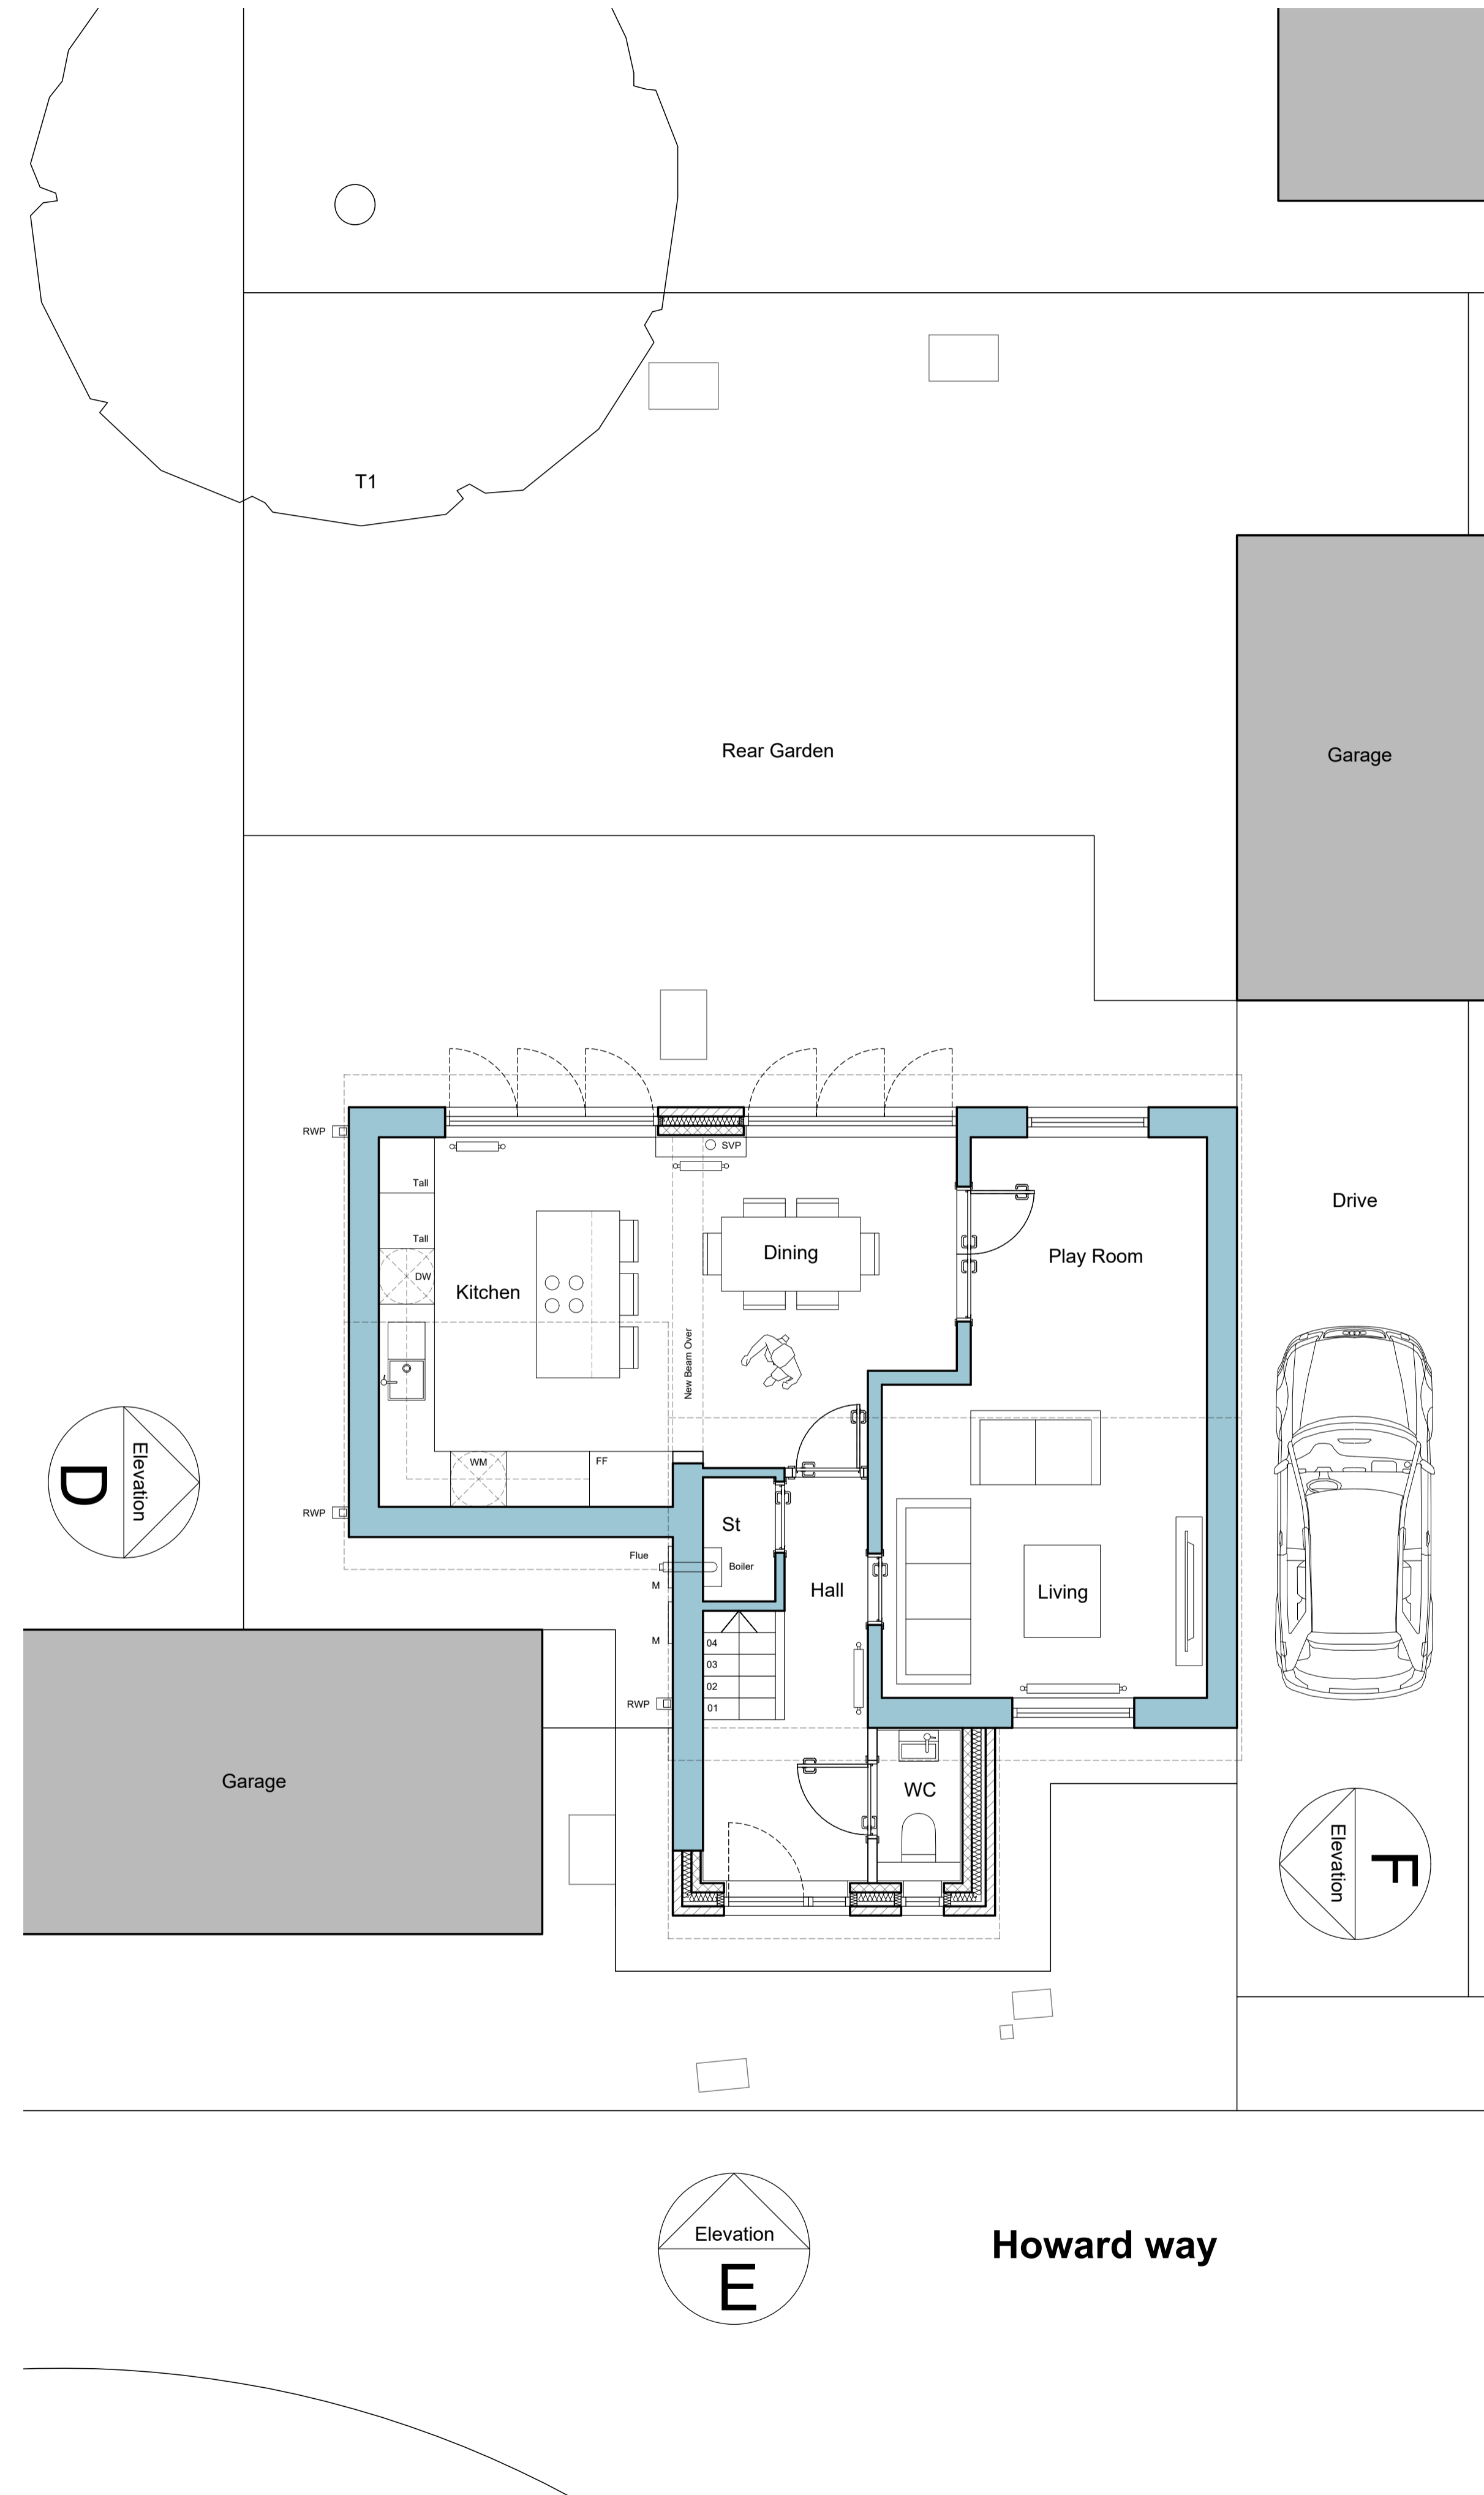 T1
Rear Garden
Garage
RWP
SVP
Tall
Tall
DW
Kitchen
Dining
Play Room
Drive
New Beam Over
WM
FF
Elevation
D
RWP
St
Flue
Boiler
M
Hall
Living
M
04
03
02
RWP
01
Garage
WC
Elevation
F
Elevation
E
Howard way